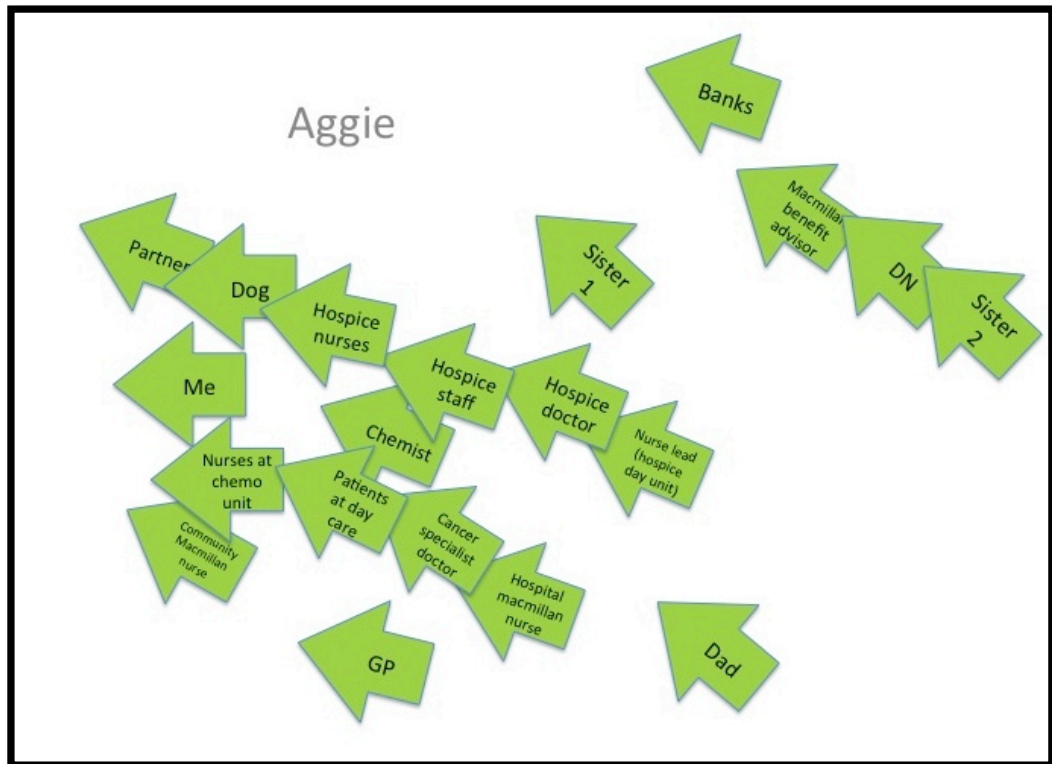 Aggie
Banks
Macmillan
benefit
advisor
DN
Sister
2
Sister
1
Partner
Dog
Hospice
nurses
Hospice
staff
Hospice
doctor
Nurse lead
(hospice
day unit)
Me
Chemist
Nurses at
chemo
unit
Patients
at day
care
Cancer
specialist
doctor
Hospital
macmillan
nurse
Community
Macmillan
nurse
GP
Dad